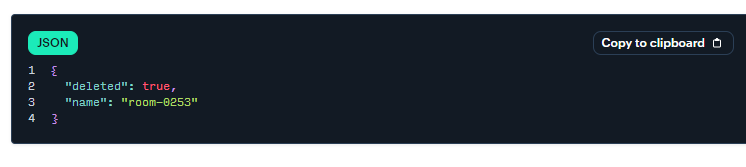 JSON
Copy to clipboard
1 {
2   "deleted": true,
3   "name": "room-0253"
4 }